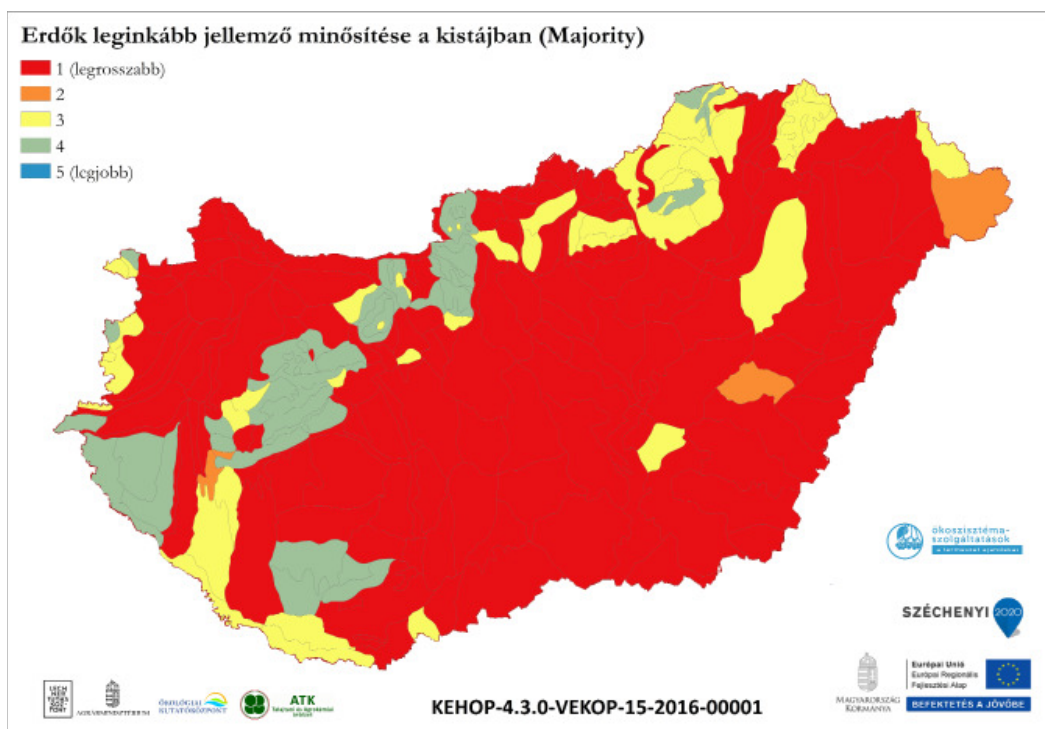 Erdők leginkább jellemző minősítése a kistájban (Majority)
1 (legrosszabb)
2
3
4
5 (legjobb)
ökoszisztéma-
szolgáltatások
SZÉCHENYI 2020
AGRÁRMINISZTÉRIUM
ÖKOLÓGIAI
KUTATÓKÖZPONT
ATK
KEHOP-4.3.0-VEKOP-15-2016-00001
MAGYARORSZÁG
KORMÁNYA
Európai Unió
Európai Regionális
Fejlesztési Alap
BEFEKTETÉS A JÖVŐBE